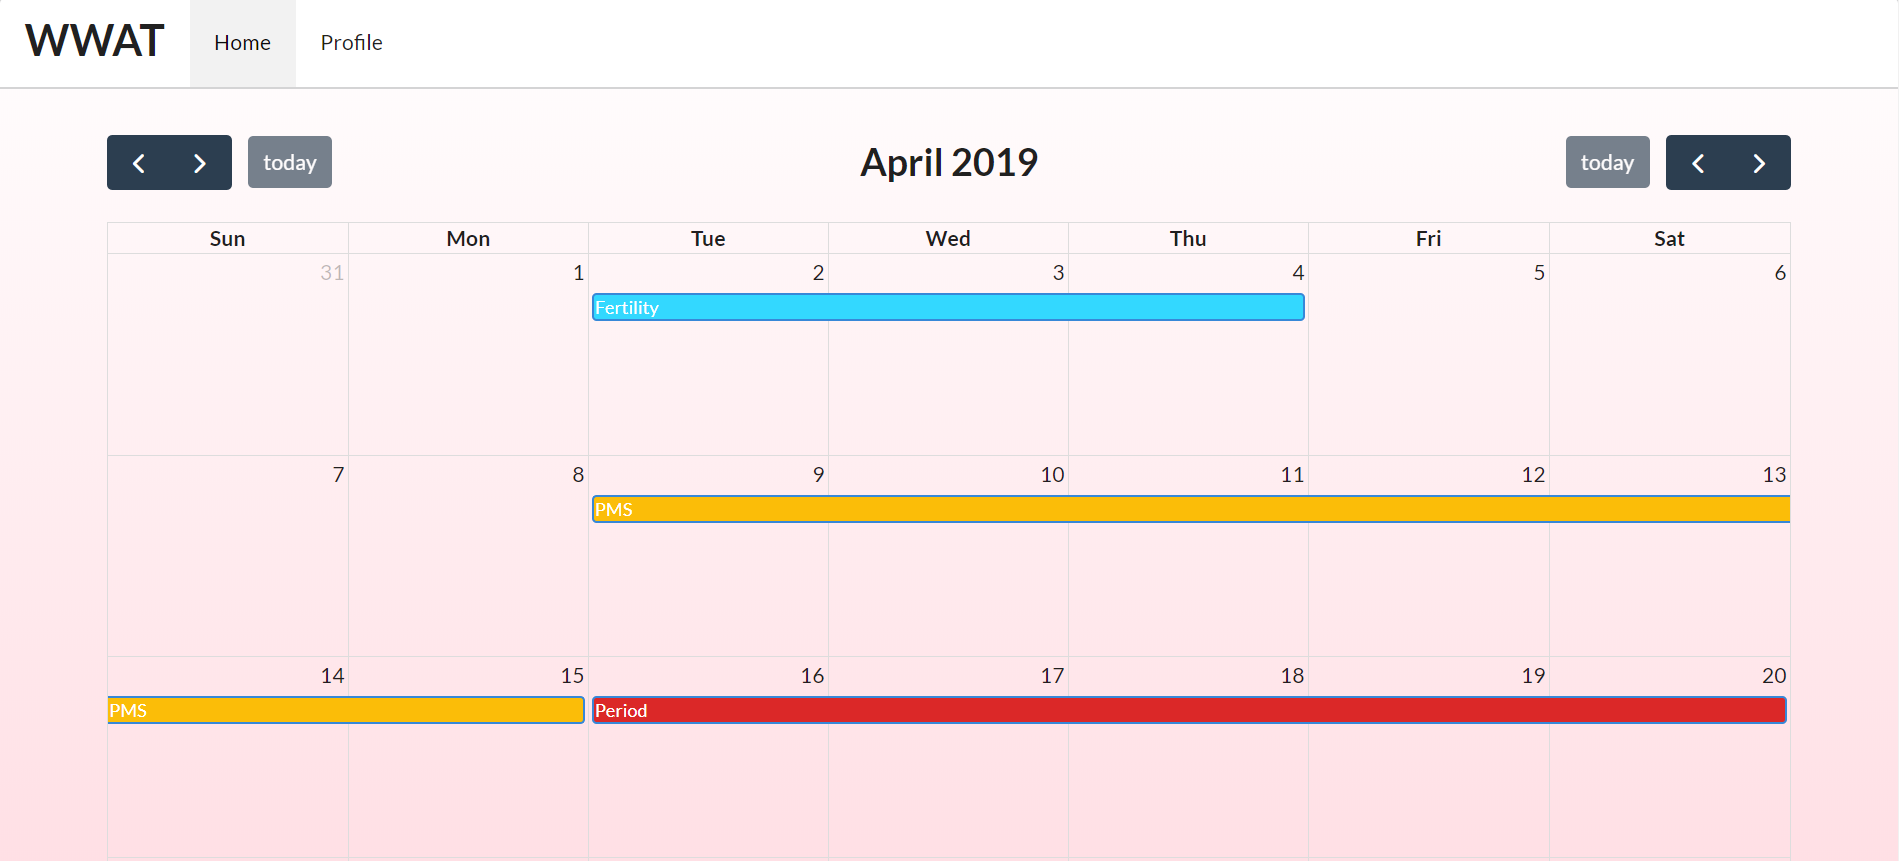 WWAT Home Profile
today April 2019 today
Sun Mon Tue Wed Thu Fri Sat
31 1 2 3 4 5 6
Fertility
7 8 9 10 11 12 13
PMS
14 15 16 17 18 19 20
PMS Period